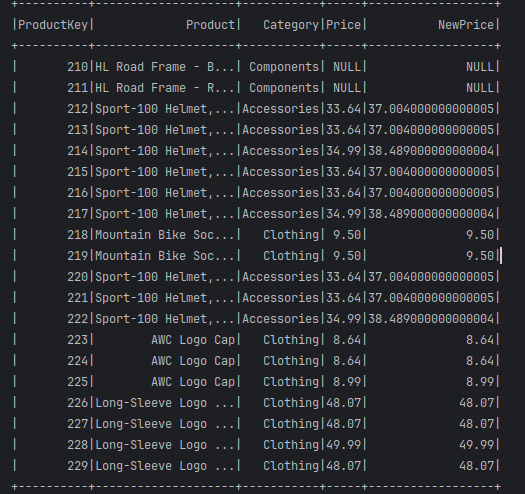 +----------+--------------------+-----------+-----+------------------+
|ProductKey|             Product|   Category|Price|          NewPrice|
+----------+--------------------+-----------+-----+------------------+
|       210|HL Road Frame - B...| Components| NULL|              NULL|
|       211|HL Road Frame - R...| Components| NULL|              NULL|
|       212|Sport-100 Helmet,...|Accessories|33.64|37.004000000000005|
|       213|Sport-100 Helmet,...|Accessories|33.64|37.004000000000005|
|       214|Sport-100 Helmet,...|Accessories|34.99|38.489000000000004|
|       215|Sport-100 Helmet,...|Accessories|33.64|37.004000000000005|
|       216|Sport-100 Helmet,...|Accessories|33.64|37.004000000000005|
|       217|Sport-100 Helmet,...|Accessories|34.99|38.489000000000004|
|       218|Mountain Bike Soc...|   Clothing| 9.50|              9.50|
|       219|Mountain Bike Soc...|   Clothing| 9.50|              9.50|
|       220|Sport-100 Helmet,...|Accessories|33.64|37.004000000000005|
|       221|Sport-100 Helmet,...|Accessories|33.64|37.004000000000005|
|       222|Sport-100 Helmet,...|Accessories|34.99|38.489000000000004|
|       223|        AWC Logo Cap|   Clothing| 8.64|              8.64|
|       224|        AWC Logo Cap|   Clothing| 8.64|              8.64|
|       225|        AWC Logo Cap|   Clothing| 8.99|              8.99|
|       226|Long-Sleeve Logo ...|   Clothing|48.07|             48.07|
|       227|Long-Sleeve Logo ...|   Clothing|48.07|             48.07|
|       228|Long-Sleeve Logo ...|   Clothing|49.99|             49.99|
|       229|Long-Sleeve Logo ...|   Clothing|48.07|             48.07|
+----------+--------------------+-----------+-----+------------------+